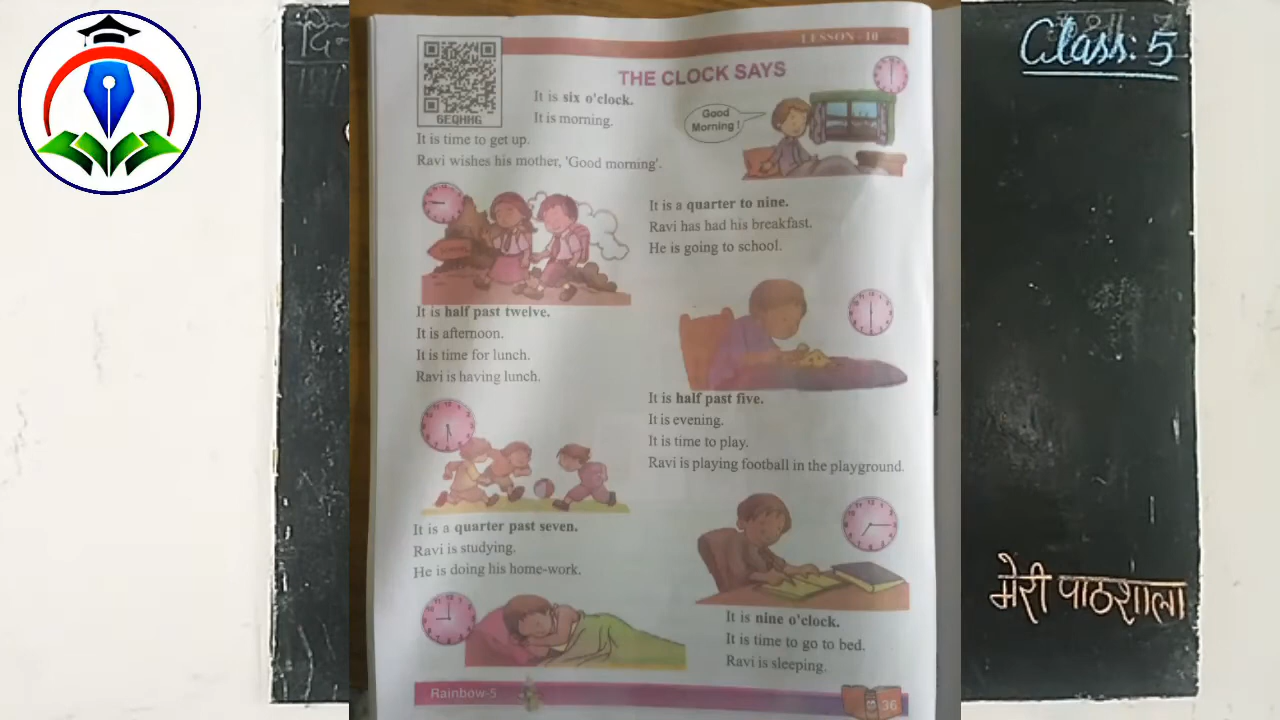 Class: 5
LESSON - 10
THE CLOCK SAYS
GEQHHG
It is six o'clock.
It is morning.
Good
Morning !
It is time to get up.
Ravi wishes his mother, 'Good morning'.
It is a quarter to nine.
Ravi has had his breakfast.
He is going to school.
It is half past twelve.
It is afternoon.
It is time for lunch.
Ravi is having lunch.
It is half past five.
It is evening.
It is time to play.
Ravi is playing football in the playground.
It is a quarter past seven.
Ravi is studying.
He is doing his home-work.
It is nine o'clock.
It is time to go to bed.
Ravi is sleeping.
Rainbow-5
36
मेरी पाठशाला